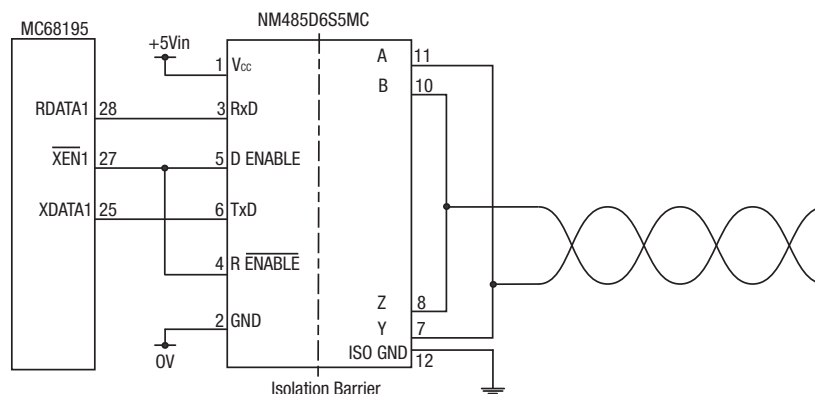 NM485D6S5MC
MC68195
+5Vin
A 11
1 Vcc
B 10
RDATA1 28
3 RxD
XEN1 27
5 D ENABLE
XDATA1 25
6 TxD
4 R ENABLE
Z 8
2 GND
Y 7
ISO GND
12
0V
Isolation Barrier